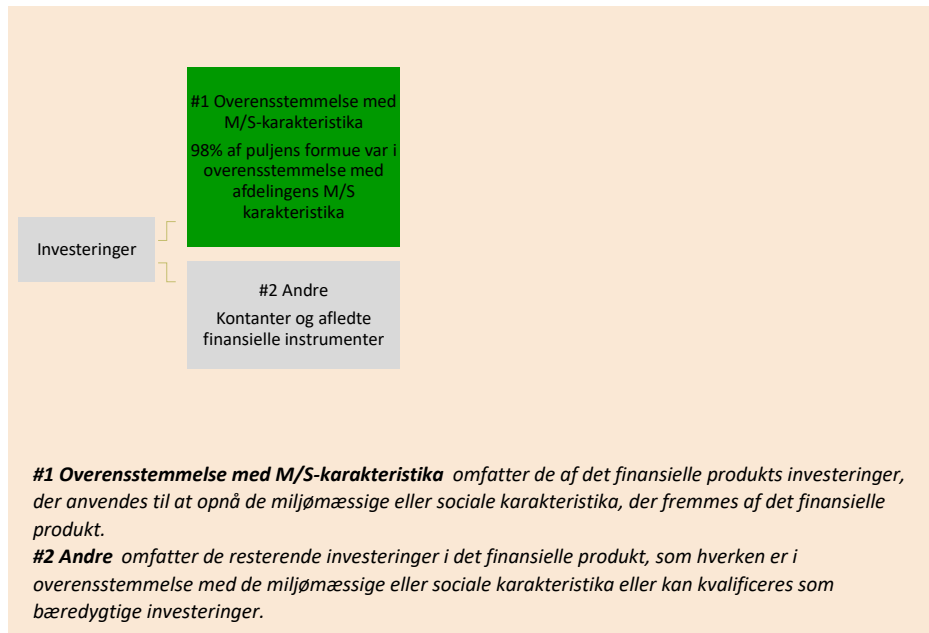 #1 Overensstemmelse med
M/S-karakteristika
98% af puljens formue var i
overensstemmelse med
afdelingens M/S
karakteristika
Investeringer
#2 Andre
Kontanter og afledte
finansielle instrumenter
#1 Overensstemmelse med M/S-karakteristika omfatter de af det finansielle produkts investeringer,
der anvendes til at opnå de miljømæssige eller sociale karakteristika, der fremmes af det finansielle
produkt.
#2 Andre omfatter de resterende investeringer i det finansielle produkt, som hverken er i
overensstemmelse med de miljømæssige eller sociale karakteristika eller kan kvalificeres som
bæredygtige investeringer.